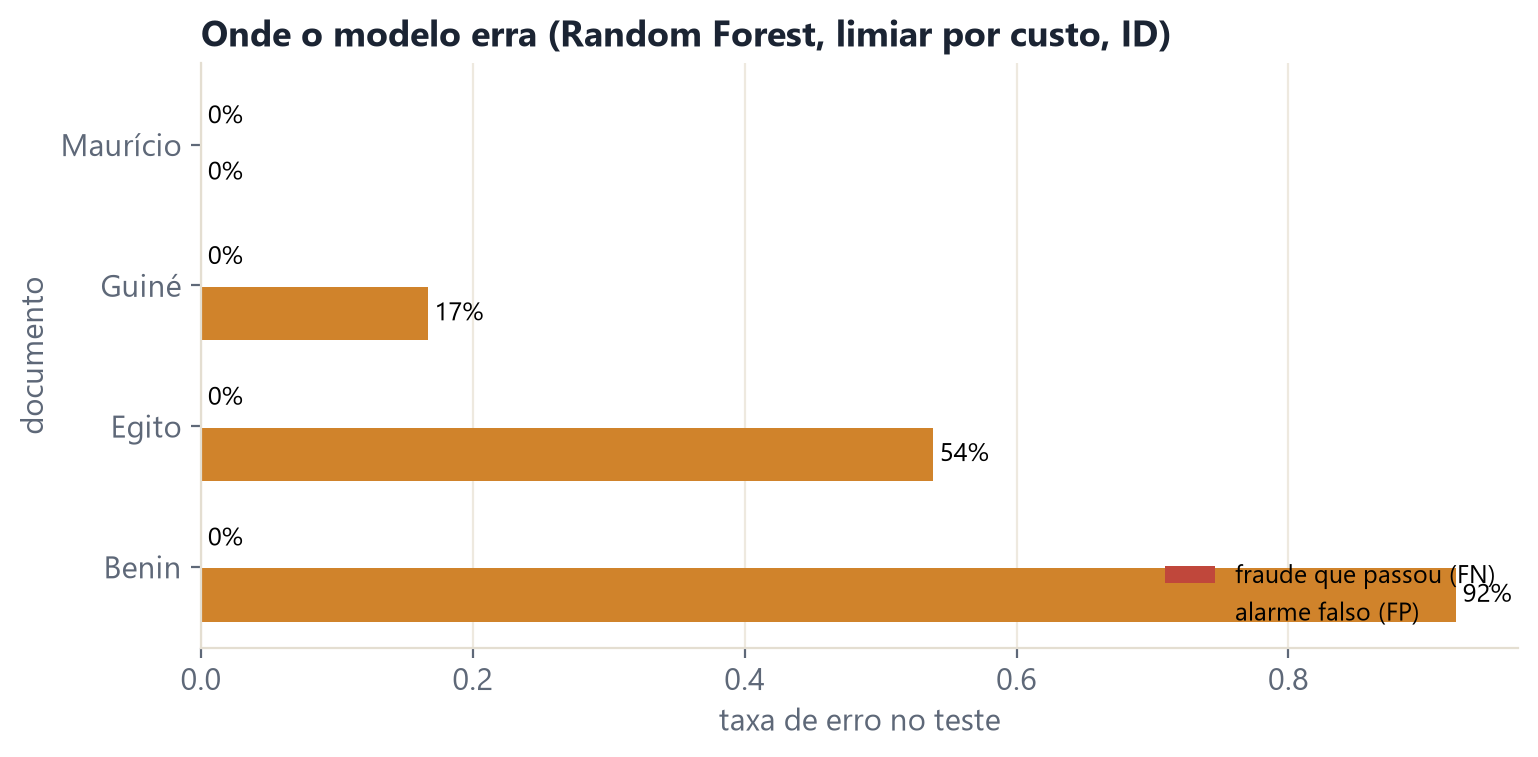 Onde o modelo erra (Random Forest, limiar por custo, ID)
documento
Maurício
0%
0%
Guiné
0%
17%
Egito
0%
54%
Benin
0%
92%
fraude que passou (FN)
alarme falso (FP)
0.0 0.2 0.4 0.6 0.8
taxa de erro no teste